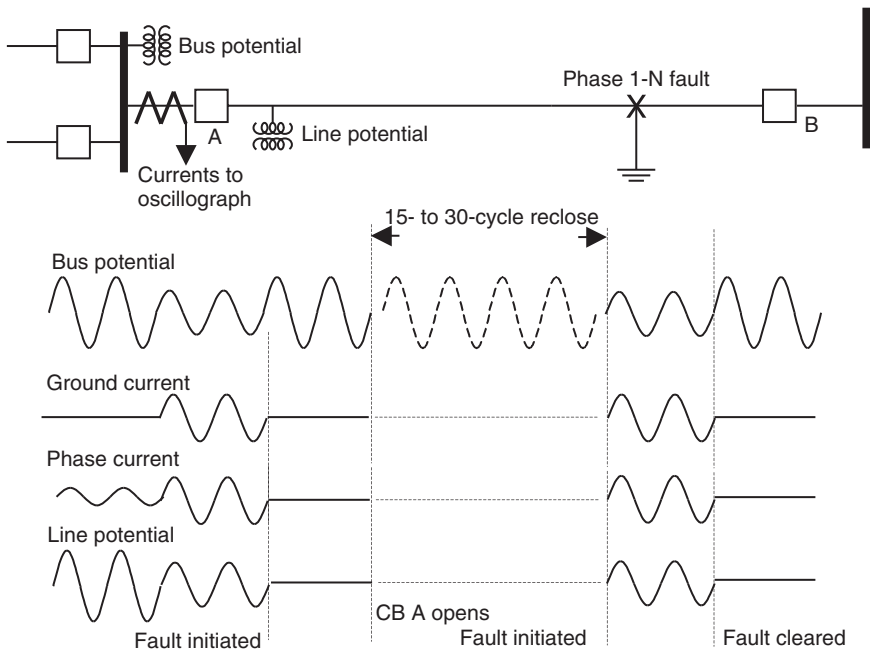 Bus potential
Phase 1-N fault
A
Line potential
B
Currents to
oscillograph
15- to 30-cycle reclose
Bus potential
Ground current
Phase current
Line potential
CB A opens
Fault initiated
Fault initiated
Fault cleared